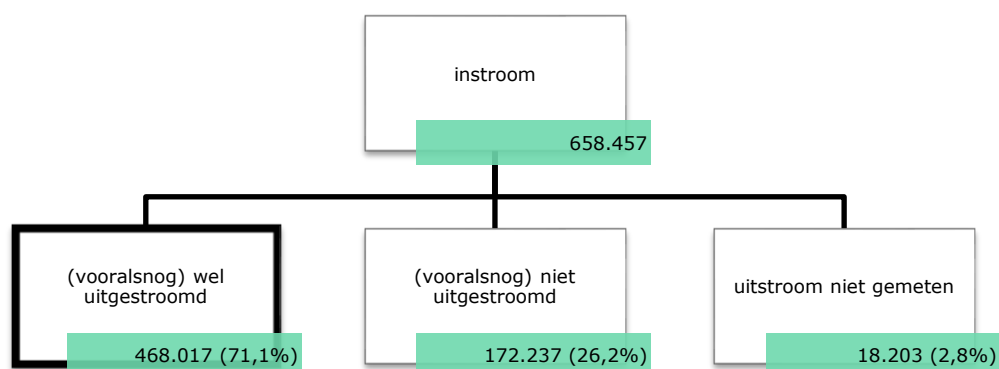 instroom
658.457
(vooralsnog) wel
uitgestroomd
468.017 (71,1%)
(vooralsnog) niet
uitgestroomd
172.237 (26,2%)
uitstroom niet gemeten
18.203 (2,8%)